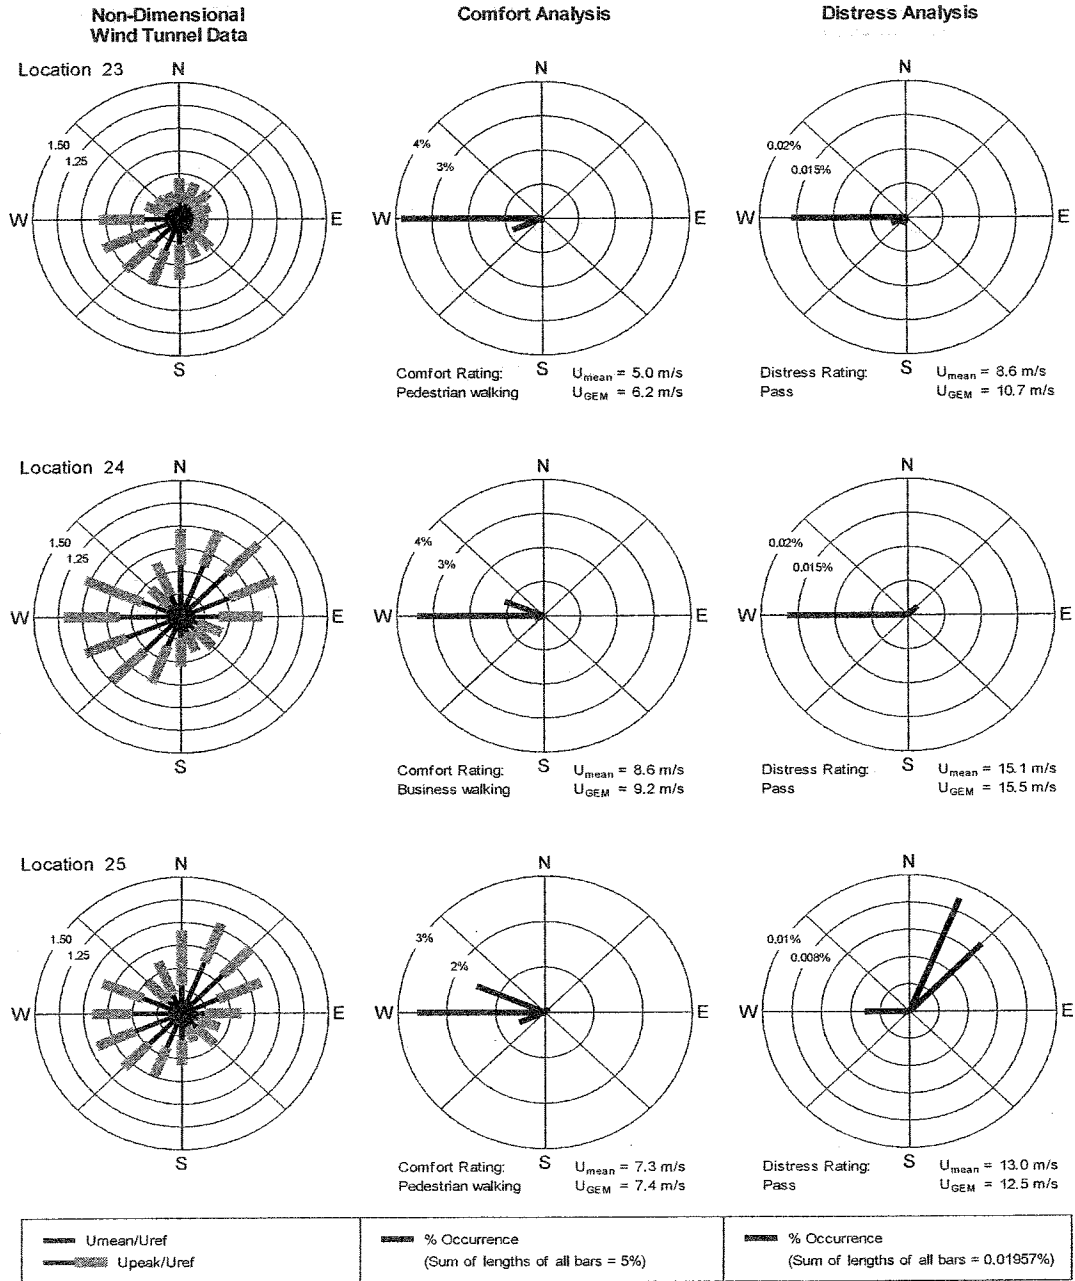 Non-Dimensional
Wind Tunnel Data
Comfort Analysis
Distress Analysis
Location 23
N
1.50
1.25
W
E
S
N
4%
3%
W
E
S
Comfort Rating:
Pedestrian walking
Umean = 5.0 m/s
UGEM = 6.2 m/s
N
0.02%
0.015%
W
E
S
Distress Rating:
Pass
Umean = 8.6 m/s
UGEM = 10.7 m/s
Location 24
N
1.50
1.25
W
E
S
N
4%
3%
W
E
S
Comfort Rating:
Business walking
Umean = 8.6 m/s
UGEM = 9.2 m/s
N
0.02%
0.015%
W
E
S
Distress Rating:
Pass
Umean = 15.1 m/s
UGEM = 15.5 m/s
Location 25
N
1.50
1.25
W
E
S
N
3%
2%
W
E
S
Comfort Rating:
Pedestrian walking
Umean = 7.3 m/s
UGEM = 7.4 m/s
N
0.01%
0.008%
W
E
S
Distress Rating:
Pass
Umean = 13.0 m/s
UGEM = 12.5 m/s
Umean/Uref
Upeak/Uref
% Occurrence
(Sum of lengths of all bars = 5%)
% Occurrence
(Sum of lengths of all bars = 0.01957%)